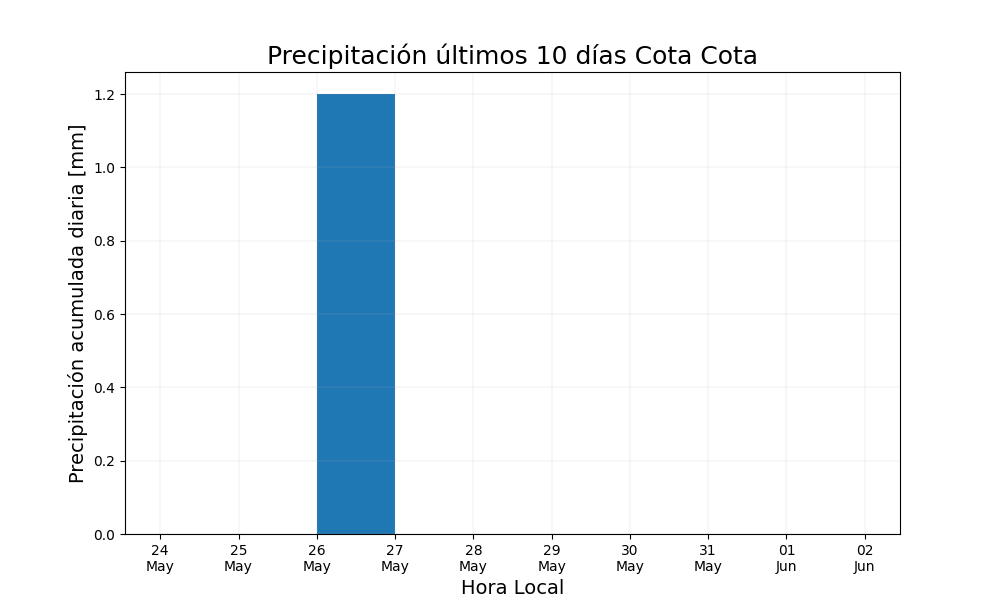 Precipitación últimos 10 días Cota Cota
Precipitación acumulada diaria [mm]
1.2
1.0
0.8
0.6
0.4
0.2
0.0
24 25 26 27 28 29 30 31 01 02
May May May May May May May May Jun Jun
Hora Local